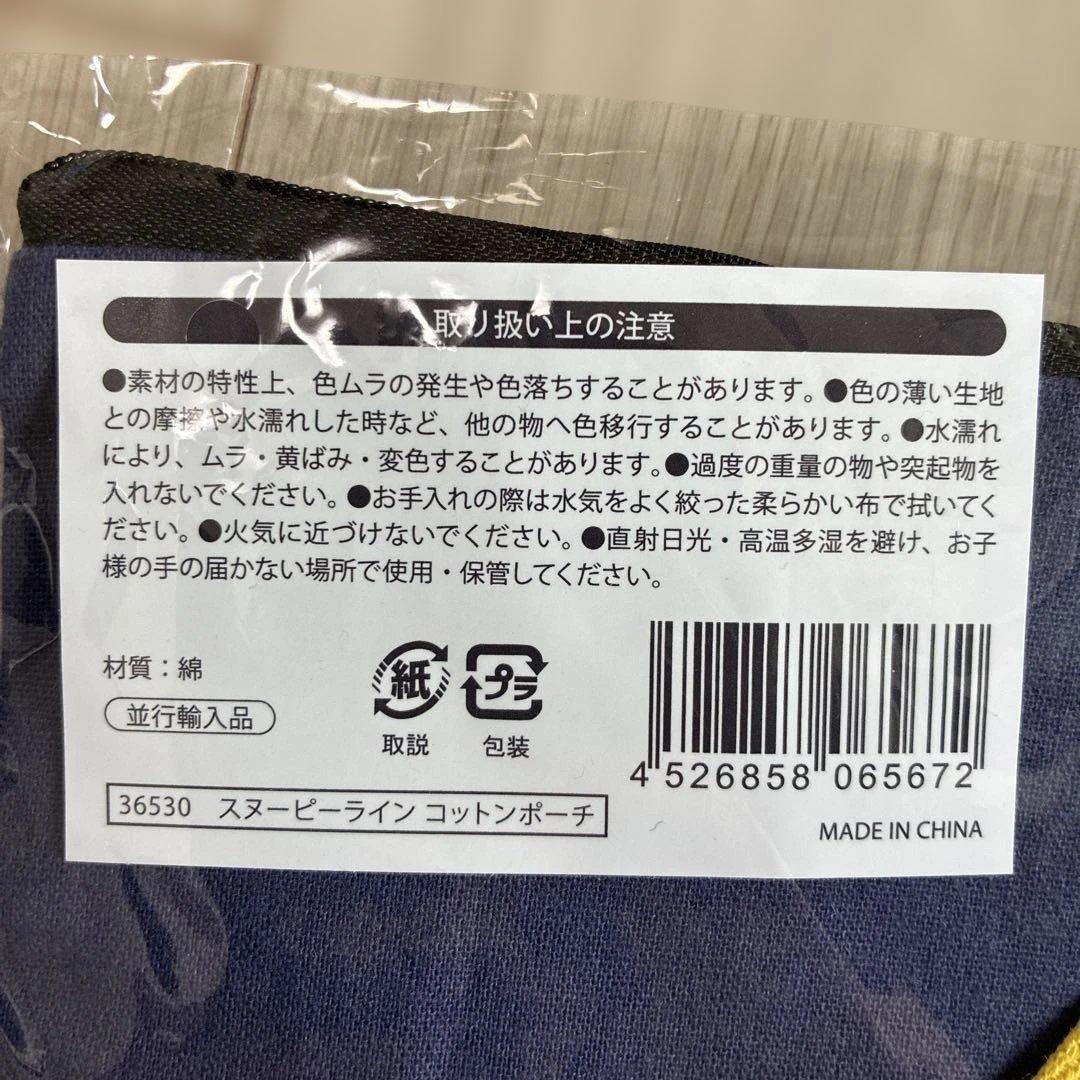 取り扱い上の注意
●素材の特性上、色ムラの発生や色落ちすることがあります。●色の薄い生地
との摩擦や水濡れした時など、他の物へ色移行することがあります。●水濡れ
により、ムラ・黄ばみ・変色することがあります。●過度の重量の物や突起物を
入れないでください。●お手入れの際は水気をよく絞った柔らかい布で拭いてく
ださい。●火気に近づけないでください。●直射日光・高温多湿を避け、お子
様の手の届かない場所で使用・保管してください。
材質：綿
並行輸入品
紙
取説
プラ
包装
4 526858 065672
36530 スヌーピーライン コットンポーチ
MADE IN CHINA